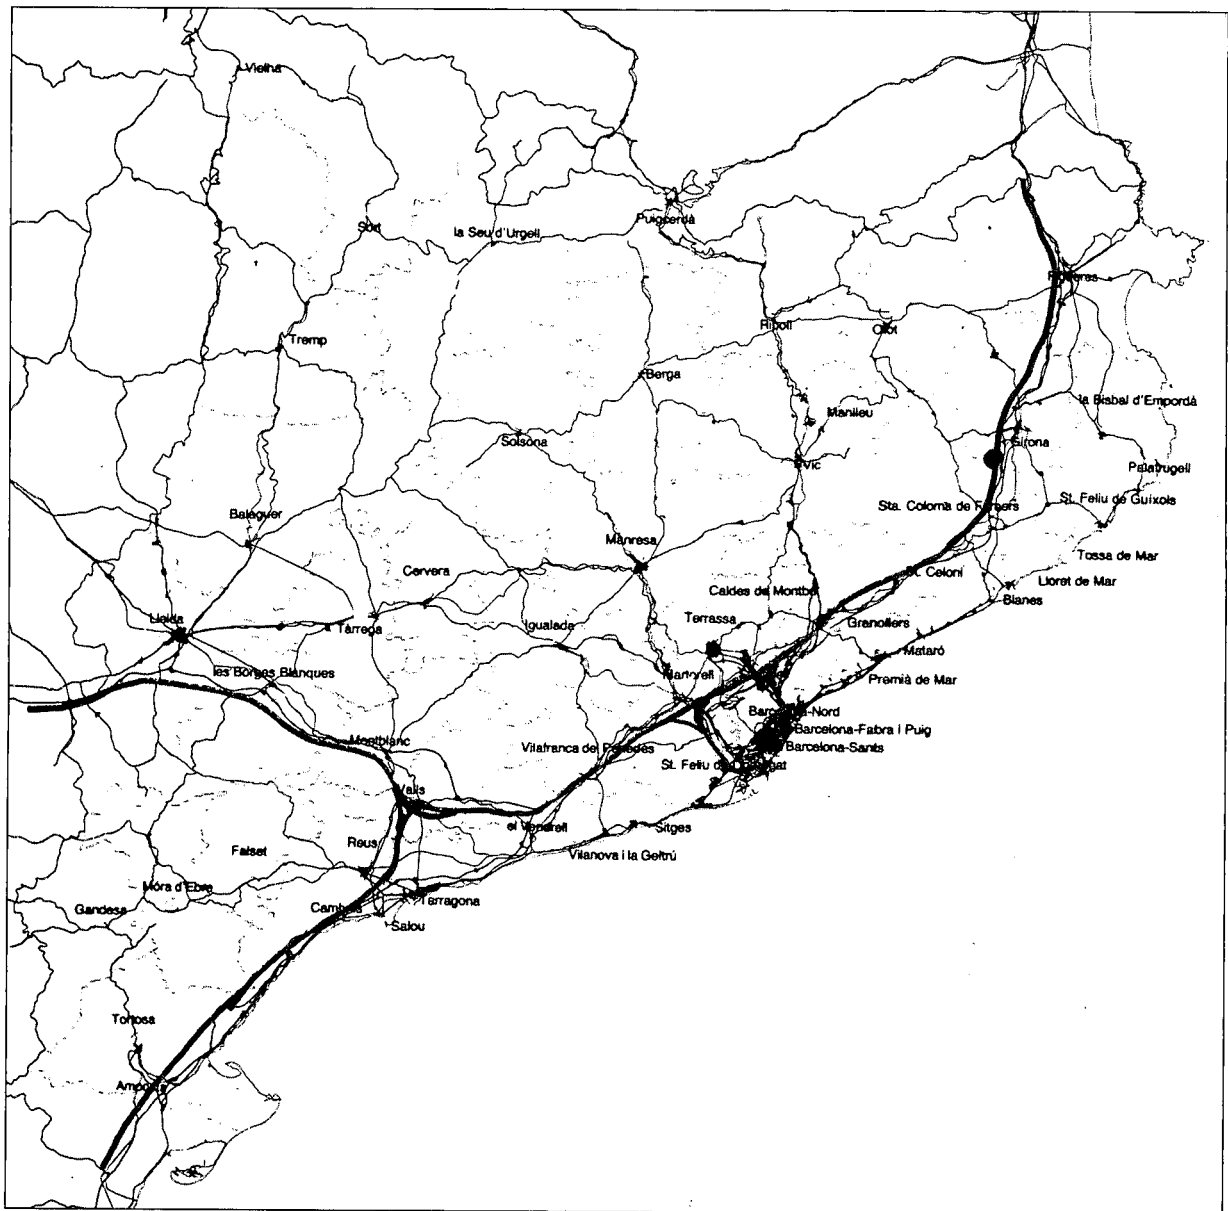 Vielha
Sort
la Seu d'Urgell
Puigcerdà
Figueres
Tremp
Ripoll
Olot
Berga
Manlleu
la Bisbal d'Empordà
Solsona
Vic
Girona
Palafrugell
Sta. Coloma de Farners
St. Feliu de Guíxols
Balaguer
Manresa
Tossa de Mar
Cervera
St. Celoni
Lloret de Mar
Caldes de Montbui
Blanes
Lleida
Tàrrega
Igualada
Terrassa
Granollers
Mataró
les Borges Blanques
Martorell
Premià de Mar
Barcelona-Nord
Barcelona-Fabra i Puig
Montblanc
Vilafranca del Penedès
Barcelona-Sants
St. Feliu de Llobregat
Valls
el Vendrell
Sitges
Reus
Falset
Vilanova i la Geltrú
Móra d'Ebre
Gandesa
Cambrils
Tarragona
Salou
Tortosa
Amposta